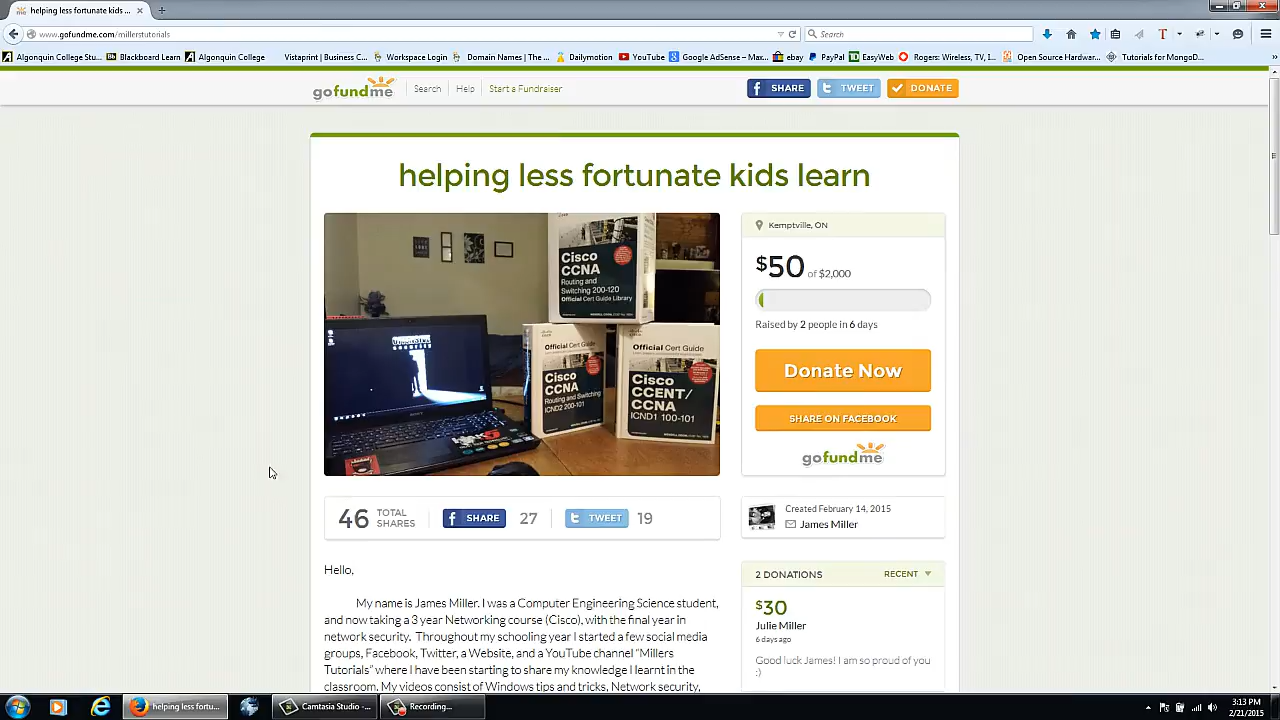 helping less fortunate kids ...
www.gofundme.com/millerstutorials
Search
Algonquin College Stu...
Blackboard Learn
Algonquin College
Vistaprint | Business C...
Workspace Login
Domain Names | The ...
Dailymotion
YouTube
Google AdSense – Max...
ebay
PayPal
EasyWeb
Rogers: Wireless, TV, I...
Open Source Hardwar...
Tutorials for MongoD...
gofundme
Search
Help
Start a Fundraiser
SHARE
TWEET
DONATE
helping less fortunate kids learn
Cisco
CCNA
Routing and
Switching 200-120
Official Cert Guide Library
Official Cert Guide
Cisco
CCNA
Routing and Switching
ICND2 200-101
Official Cert Guide
Cisco
CCENT/
CCNA
ICND1 100-101
SONY
Kemptville, ON
$50 of $2,000
Raised by 2 people in 6 days
Donate Now
SHARE ON FACEBOOK
gofundme
46 TOTAL SHARES
SHARE 27
TWEET 19
Created February 14, 2015
James Miller
Hello,
My name is James Miller. I was a Computer Engineering Science student,
and now taking a 3 year Networking course (Cisco), with the final year in
network security. Throughout my schooling year I started a few social media
groups, Facebook, Twitter, a Website, and a YouTube channel “Millers
Tutorials” where I have been starting to share my knowledge I learnt in the
classroom. My videos consist of Windows tips and tricks, Network security,
2 DONATIONS
RECENT
$30
Julie Miller
6 days ago
Good luck James! I am so proud of you
:)
helping less fortu...
Camtasia Studio - ...
Recording...
3:13 PM
2/21/2015